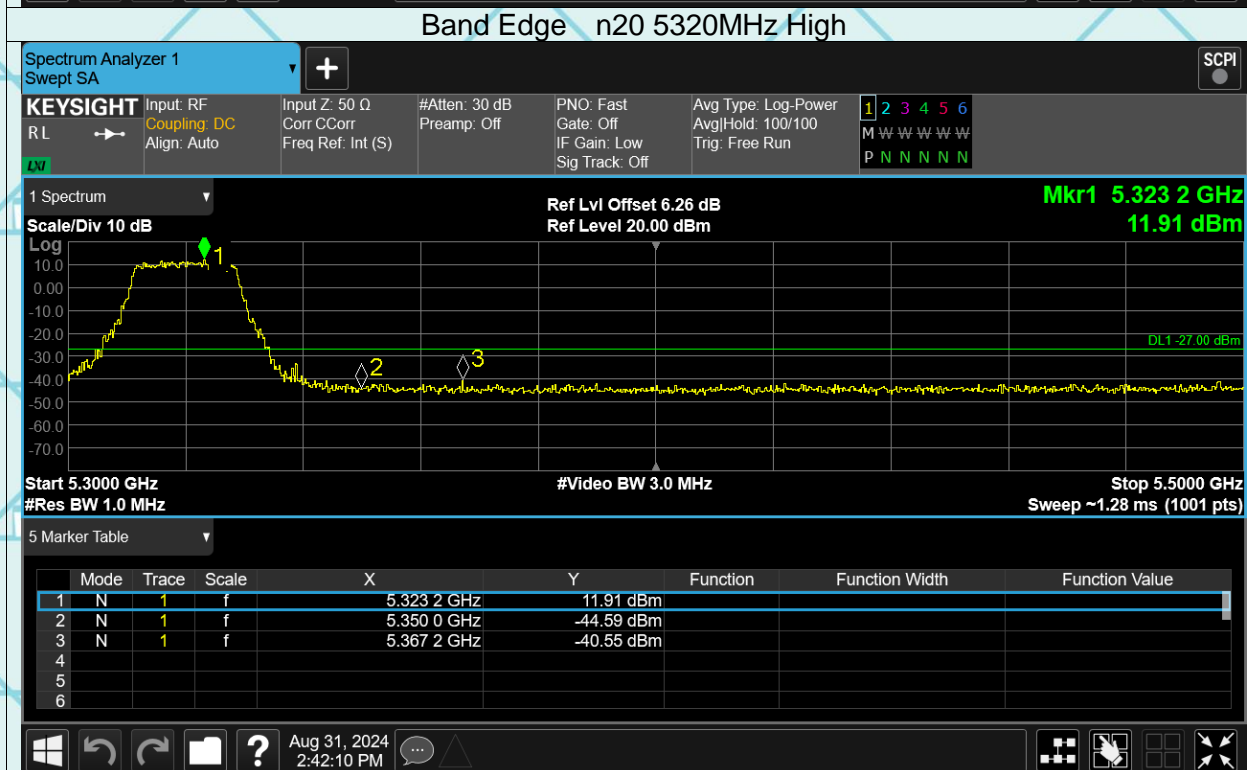 Band Edge n20 5320MHz High
Spectrum Analyzer 1
Swept SA
+
SCPI
KEYSIGHT
RL
LXI
Input: RF
Coupling: DC
Align: Auto
Input Z: 50 Ω
Corr CCorr
Freq Ref: Int (S)
#Atten: 30 dB
Preamp: Off
PNO: Fast
Gate: Off
IF Gain: Low
Sig Track: Off
Avg Type: Log-Power
Avg|Hold: 100/100
Trig: Free Run
1 2 3 4 5 6
M W W W W W W
P N N N N N
1 Spectrum
Scale/Div 10 dB
Ref Lvl Offset 6.26 dB
Ref Level 20.00 dBm
Mkr1 5.323 2 GHz
11.91 dBm
Log
10.0
0.00
-10.0
-20.0
-30.0
-40.0
-50.0
-60.0
-70.0
1
2
3
DL1 -27.00 dBm
Start 5.3000 GHz
#Res BW 1.0 MHz
#Video BW 3.0 MHz
Stop 5.5000 GHz
Sweep ~1.28 ms (1001 pts)
5 Marker Table
Mode Trace Scale X Y Function Function Width Function Value
1 N 1 f 5.323 2 GHz 11.91 dBm
2 N 1 f 5.350 0 GHz -44.59 dBm
3 N 1 f 5.367 2 GHz -40.55 dBm
4
5
6
?
Aug 31, 2024
2:42:10 PM